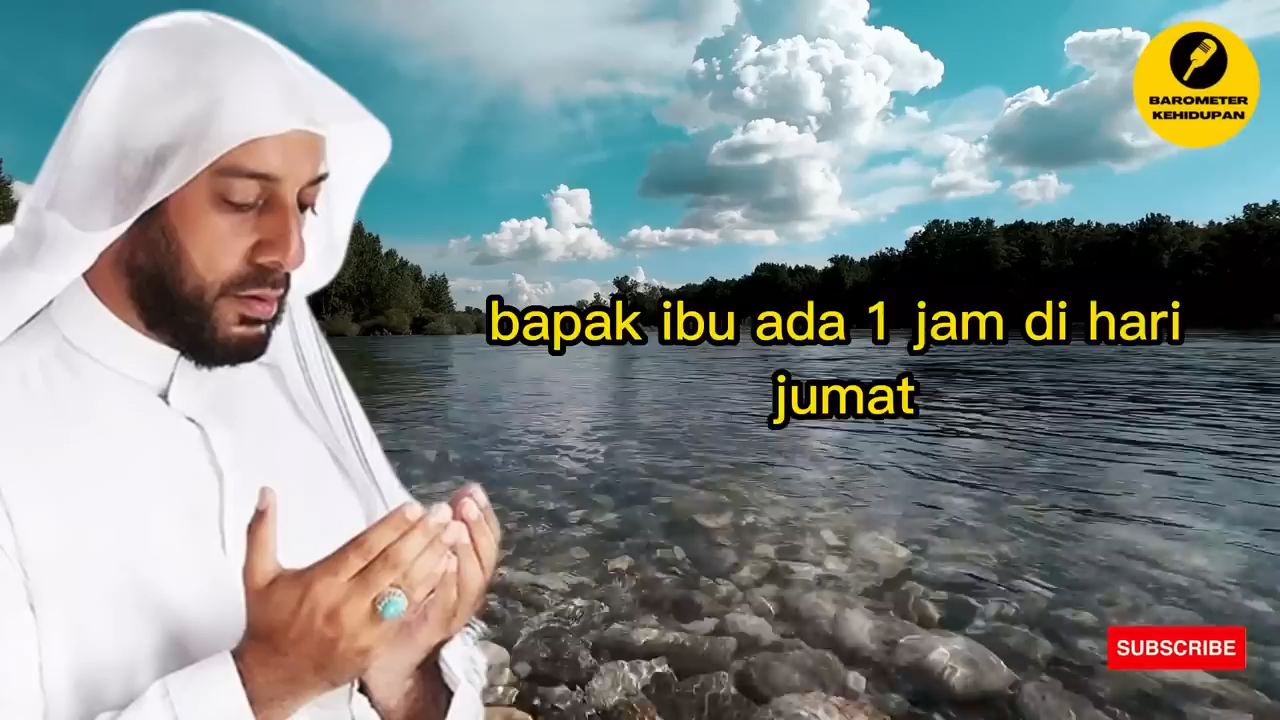 BAROMETER
KEHIDUPAN
bapak ibu ada 1 jam di hari
jumat
SUBSCRIBE